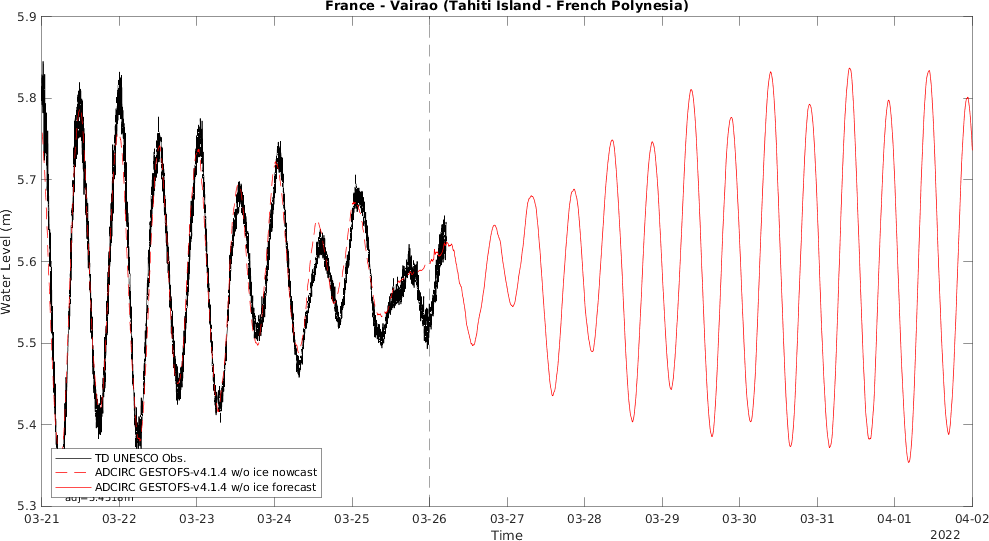 France - Vairao (Tahiti Island - French Polynesia)
5.9
5.8
5.7
5.6
5.5
5.4
5.3
Water Level (m)
TD UNESCO Obs.
ADCIRC GESTOFS-v4.1.4 w/o ice nowcast
ADCIRC GESTOFS-v4.1.4 w/o ice forecast
03-21 03-22 03-23 03-24 03-25 03-26 03-27 03-28 03-29 03-30 03-31 04-01 04-02
Time
2022